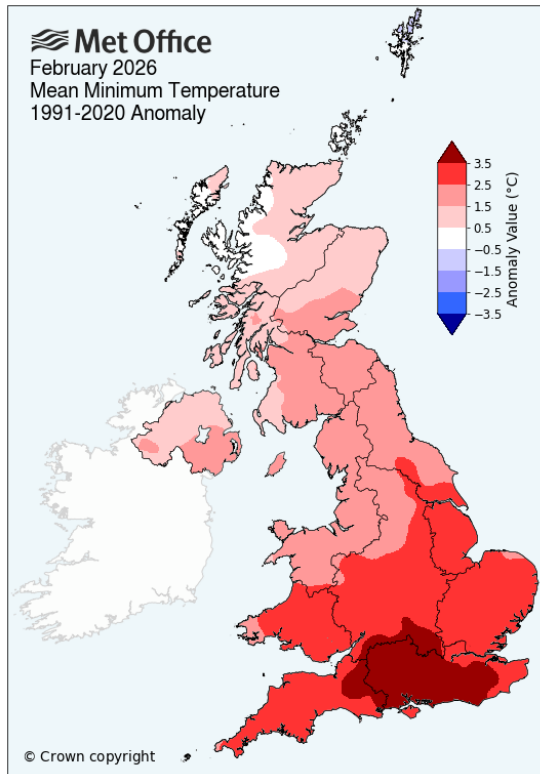 Met Office
February 2026
Mean Minimum Temperature
1991-2020 Anomaly
3.5
2.5
1.5
0.5
−0.5
−1.5
−2.5
−3.5
Anomaly Value (°C)
© Crown copyright